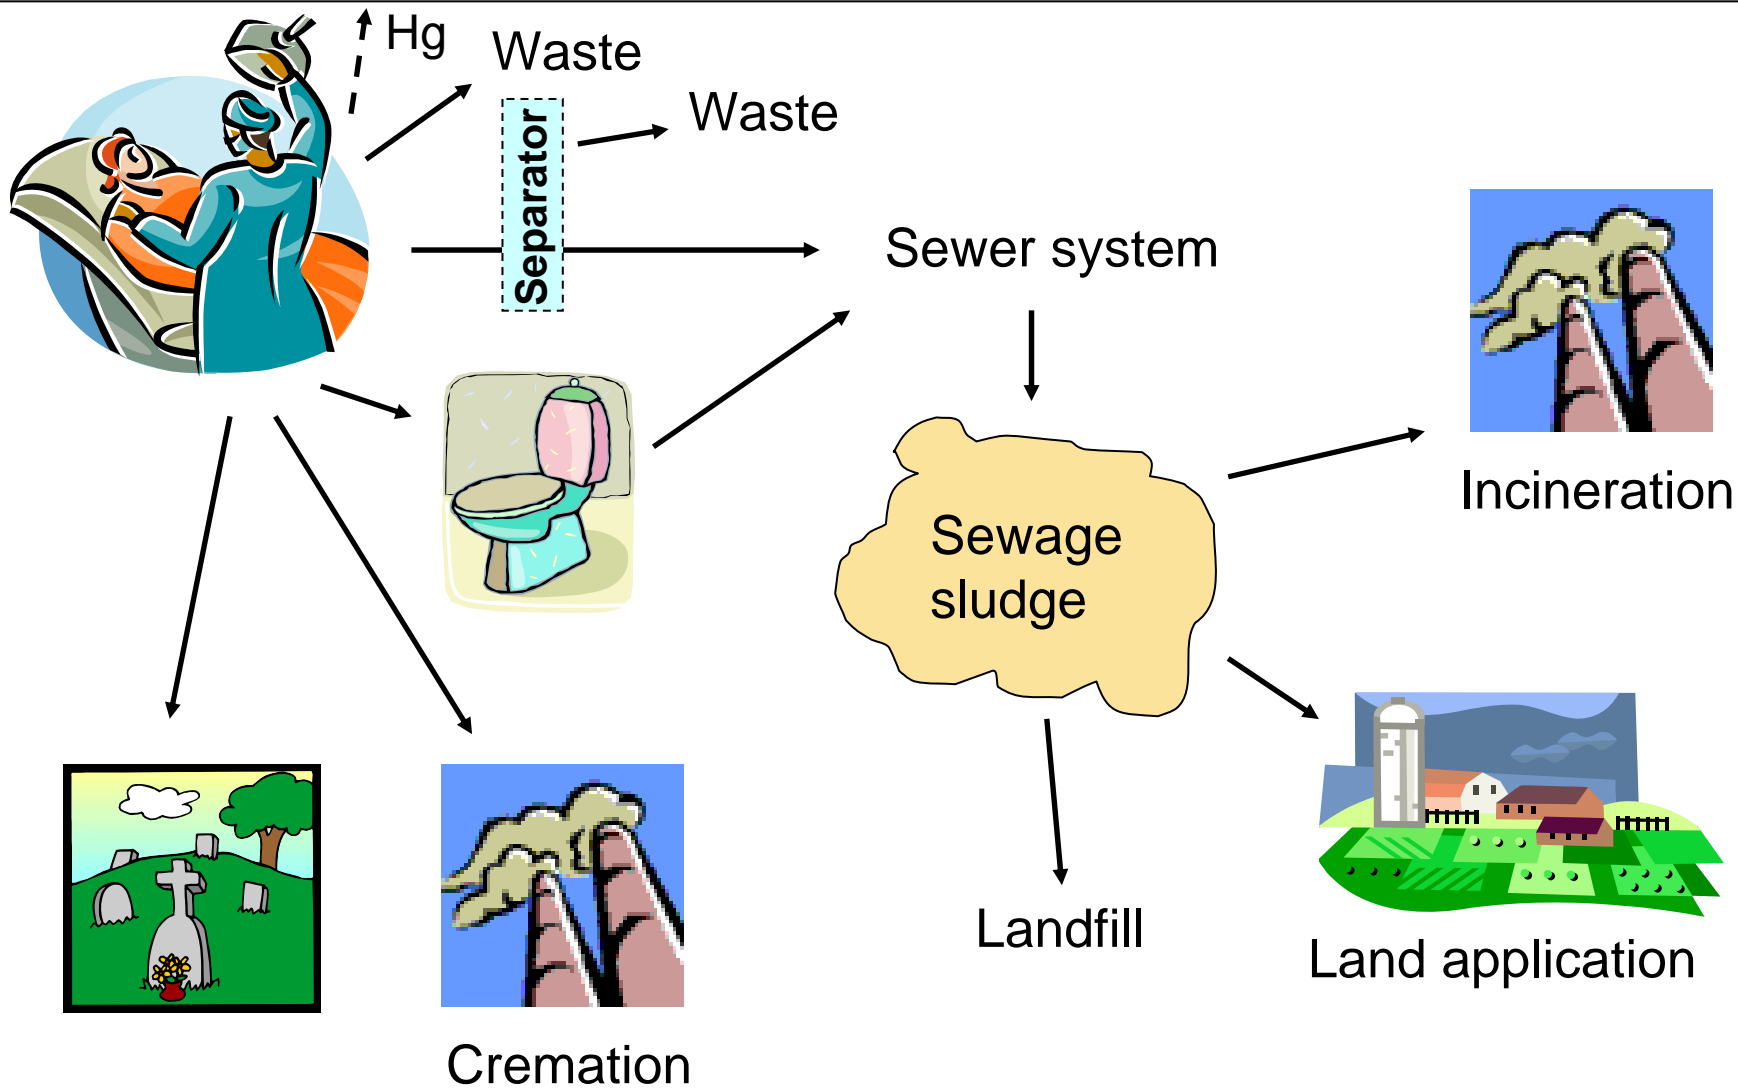 Hg
Waste
Waste
Separator
Sewer system
Incineration
Sewage
sludge
Landfill
Land application
Cremation